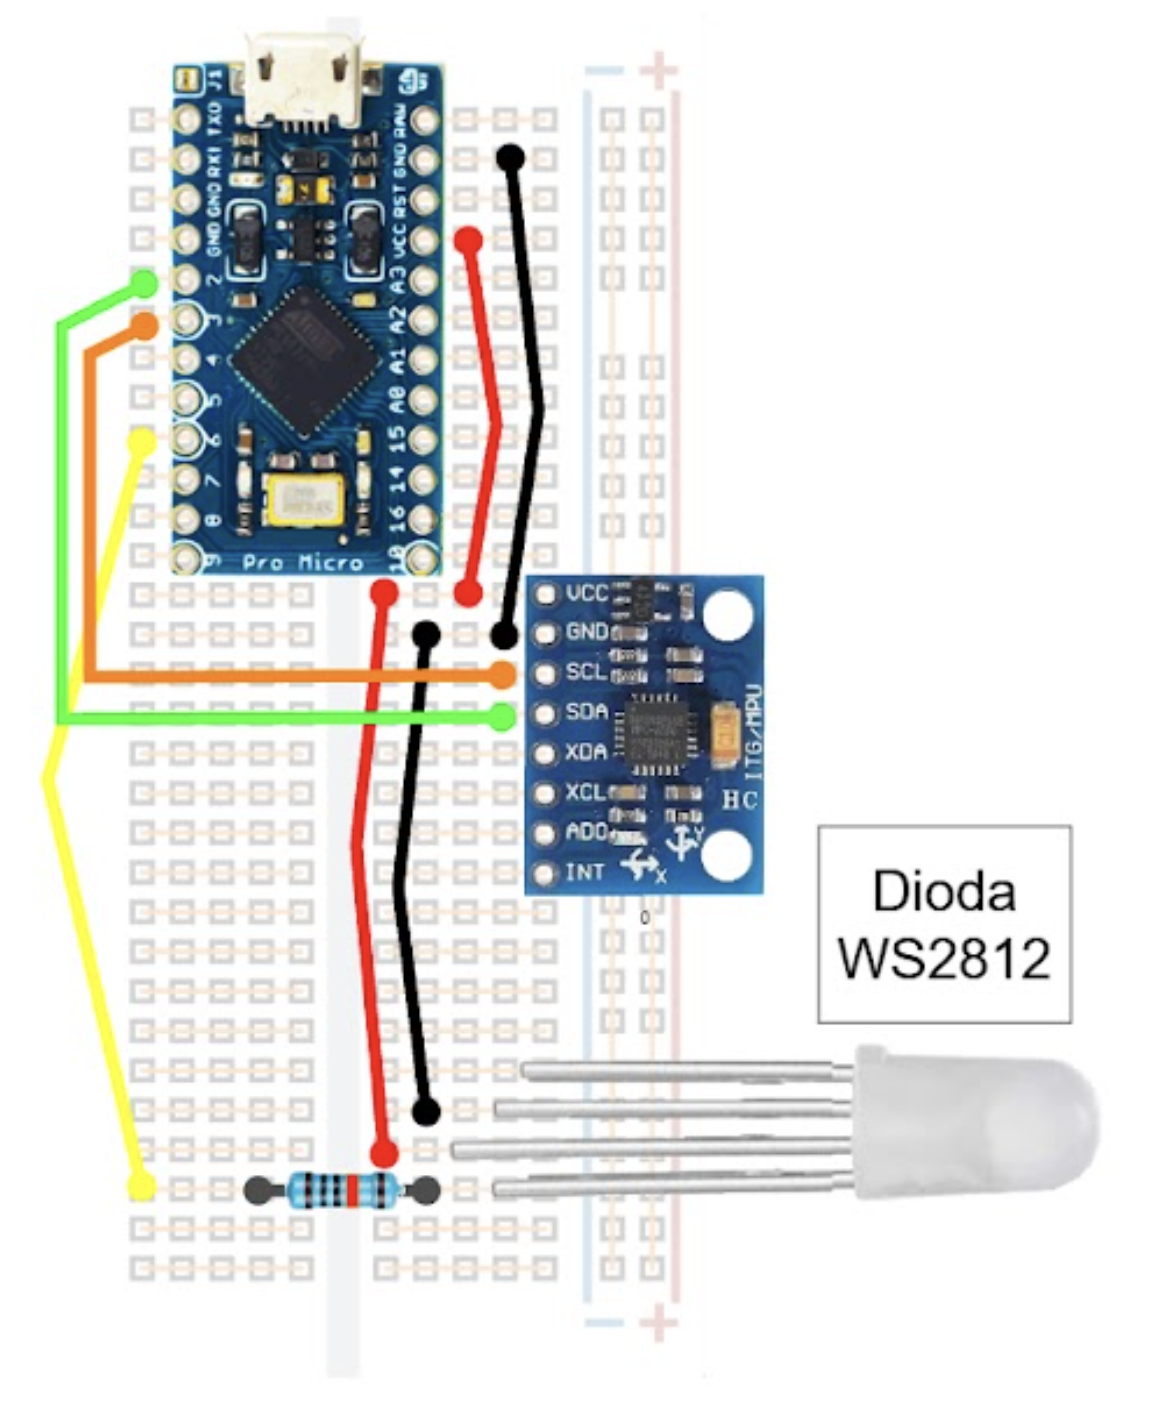 J1
TXO
RXI
GND
GND
2
3
4
5
6
7
8
9
RAW
GND
RST
VCC
A3
A2
A1
A0
15
14
16
10
Pro Micro
− +
VCC
GND
SCL
SDA
XDA
XCL
ADO
INT
ITG/MPU
HC
X
Y
0
Dioda
WS2812
− +